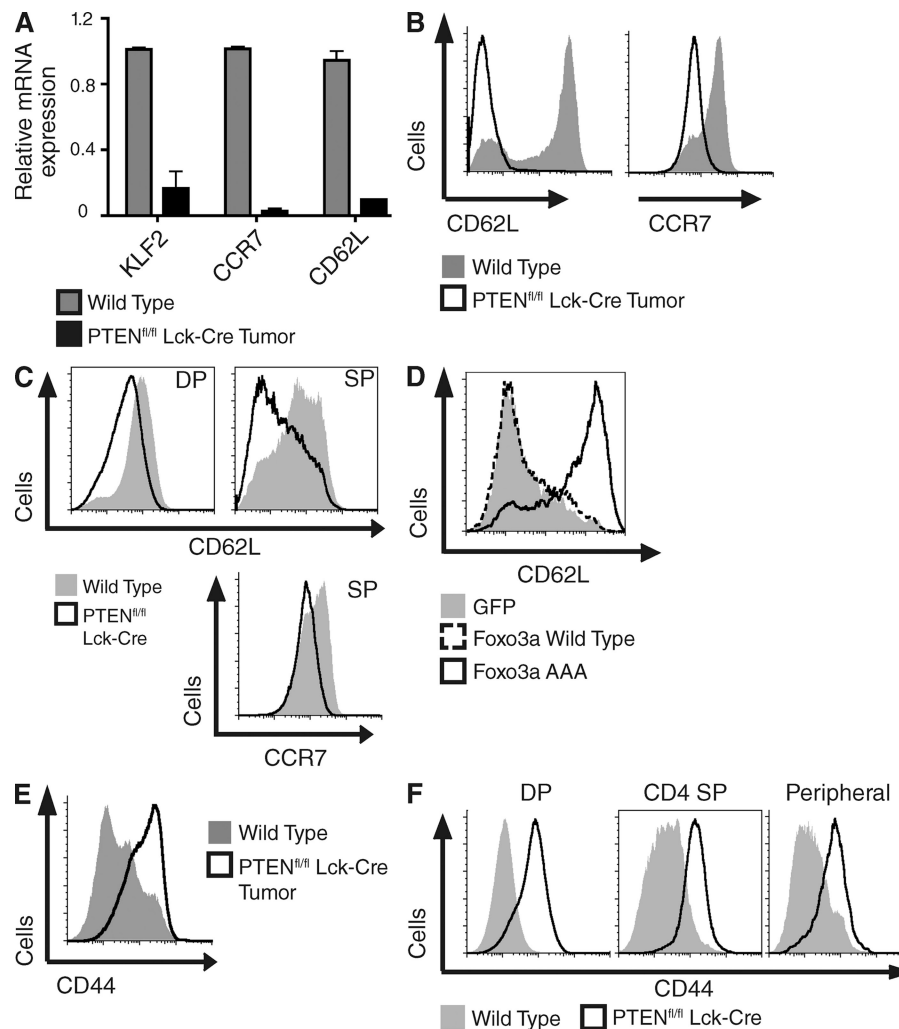 A
Relative mRNA
expression
1.2
0.8
0.4
0
KLF2
CCR7
CD62L
Wild Type
PTENfl/fl Lck-Cre Tumor
B
Cells
CD62L
CCR7
Wild Type
PTENfl/fl Lck-Cre Tumor
C
DP
SP
Cells
CD62L
Wild Type
PTENfl/fl
Lck-Cre
SP
Cells
CCR7
D
Cells
CD62L
GFP
Foxo3a Wild Type
Foxo3a AAA
E
Cells
CD44
Wild Type
PTENfl/fl Lck-Cre
Tumor
F
DP
CD4 SP
Peripheral
Cells
CD44
Wild Type
PTENfl/fl Lck-Cre